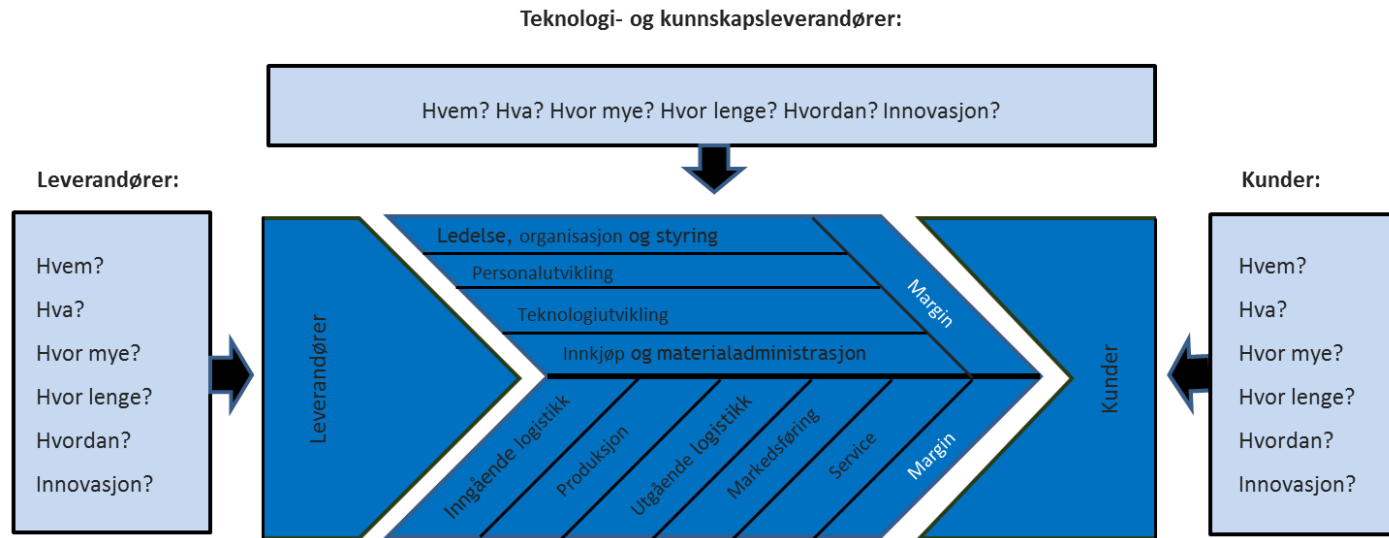 Teknologi- og kunnskapsleverandører:
Hvem? Hva? Hvor mye? Hvor lenge? Hvordan? Innovasjon?
Leverandører:
Hvem?
Hva?
Hvor mye?
Hvor lenge?
Hvordan?
Innovasjon?
Leverandører
Ledelse, organisasjon og styring
Personalutvikling
Teknologiutvikling
Innkjøp og materialadministrasjon
Margin
Inngående logistikk
Produksjon
Utgående logistikk
Markedsføring
Service
Margin
Kunder
Kunder:
Hvem?
Hva?
Hvor mye?
Hvor lenge?
Hvordan?
Innovasjon?